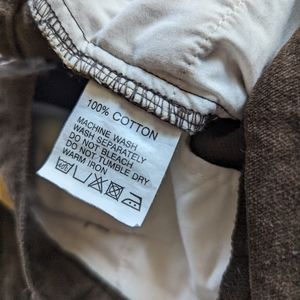 100% COTTON
MACHINE WASH
WASH SEPARATELY
DO NOT BLEACH
DO NOT TUMBLE DRY
WARM IRON